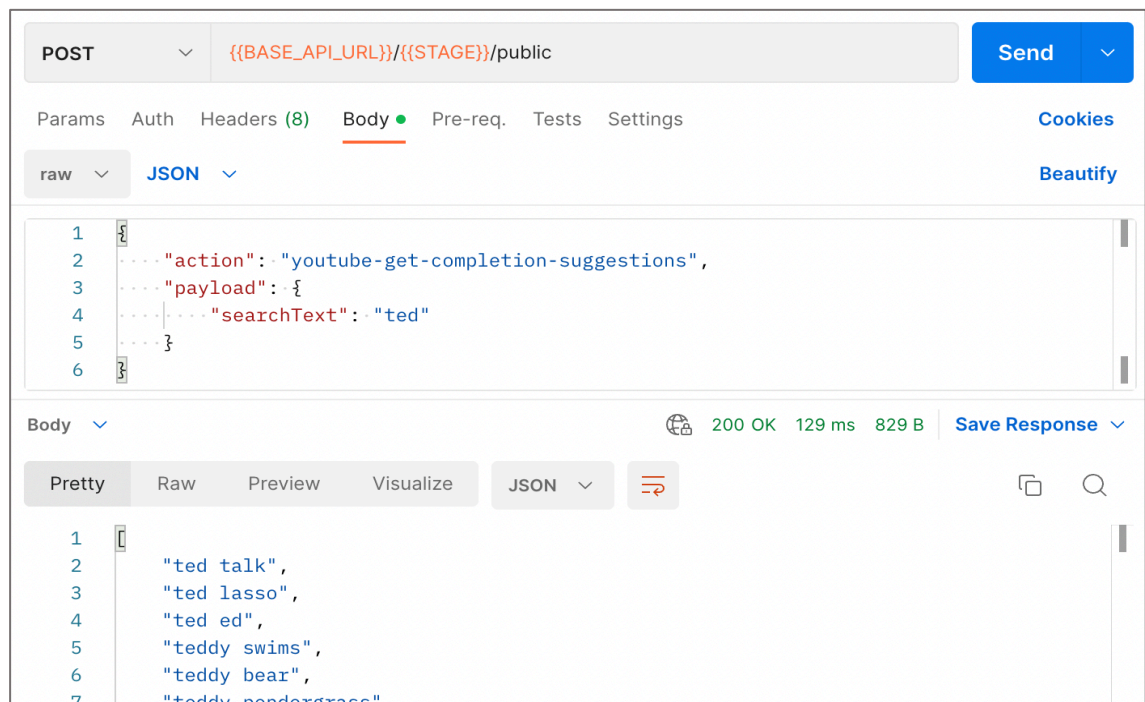 POST {{BASE_API_URL}}/{{STAGE}}/public Send
Params Auth Headers (8) Body Pre-req. Tests Settings Cookies
raw JSON Beautify
1 {
2 "action": "youtube-get-completion-suggestions",
3 "payload": {
4 "searchText": "ted"
5 }
6 }
Body 200 OK 129 ms 829 B Save Response
Pretty Raw Preview Visualize JSON
1 [
2 "ted talk",
3 "ted lasso",
4 "ted ed",
5 "teddy swims",
6 "teddy bear",
7 "teddy pendergrass"